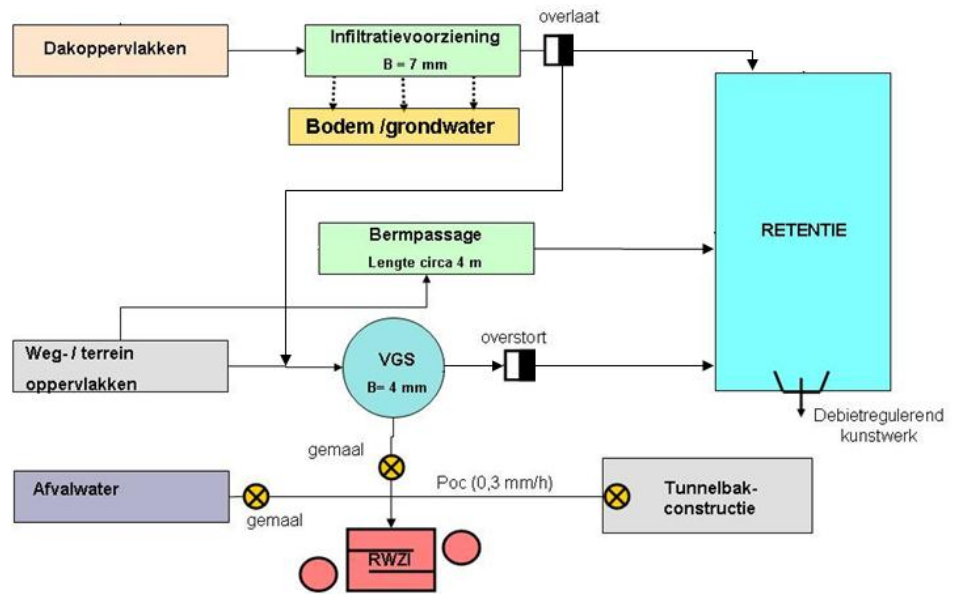 overlaat
Dakoppervlakken
Infiltratievoorziening
B = 7 mm
Bodem /grondwater
RETENTIE
Bermpassage
Lengte circa 4 m
Weg- / terrein
oppervlakken
VGS
B= 4 mm
overstort
Debietregulerend
kunstwerk
gemaal
Afvalwater
gemaal
Poc (0,3 mm/h)
Tunnelbak-
constructie
RWZI